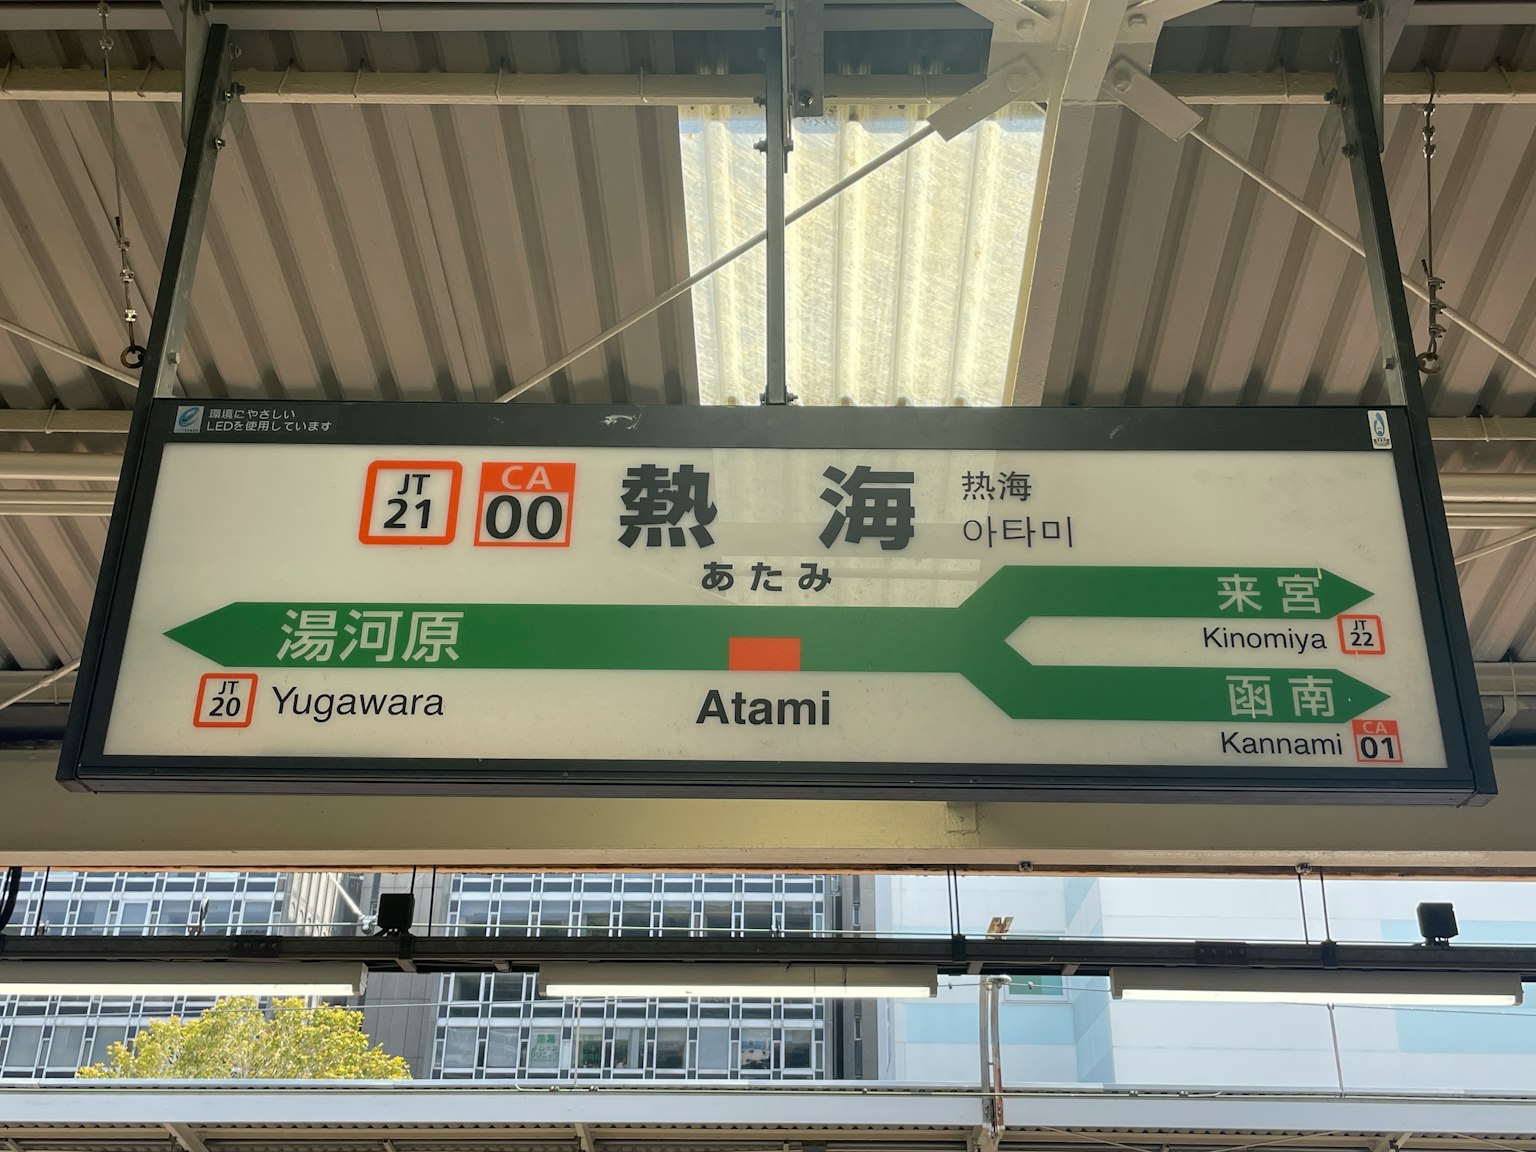 環境にやさしい
LEDを使用しています
JT
21
CA
00
熱海
热海
아타미
あたみ
湯河原
来宮
Kinomiya
JT
22
JT
20
Yugawara
Atami
函南
Kannami
CA
01